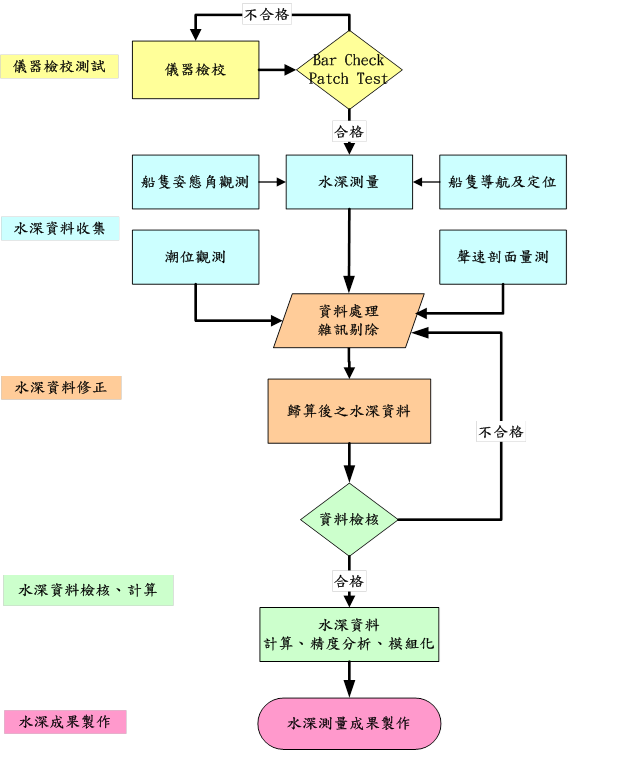 不合格
儀器檢校測試
儀器檢校
Bar Check
Patch Test
合格
船隻姿態角觀測
水深測量
船隻導航及定位
水深資料收集
潮位觀測
聲速剖面量測
資料處理
雜訊剔除
水深資料修正
歸算後之水深資料
不合格
資料檢核
合格
水深資料檢核、計算
水深資料
計算、精度分析、模組化
水深成果製作
水深測量成果製作